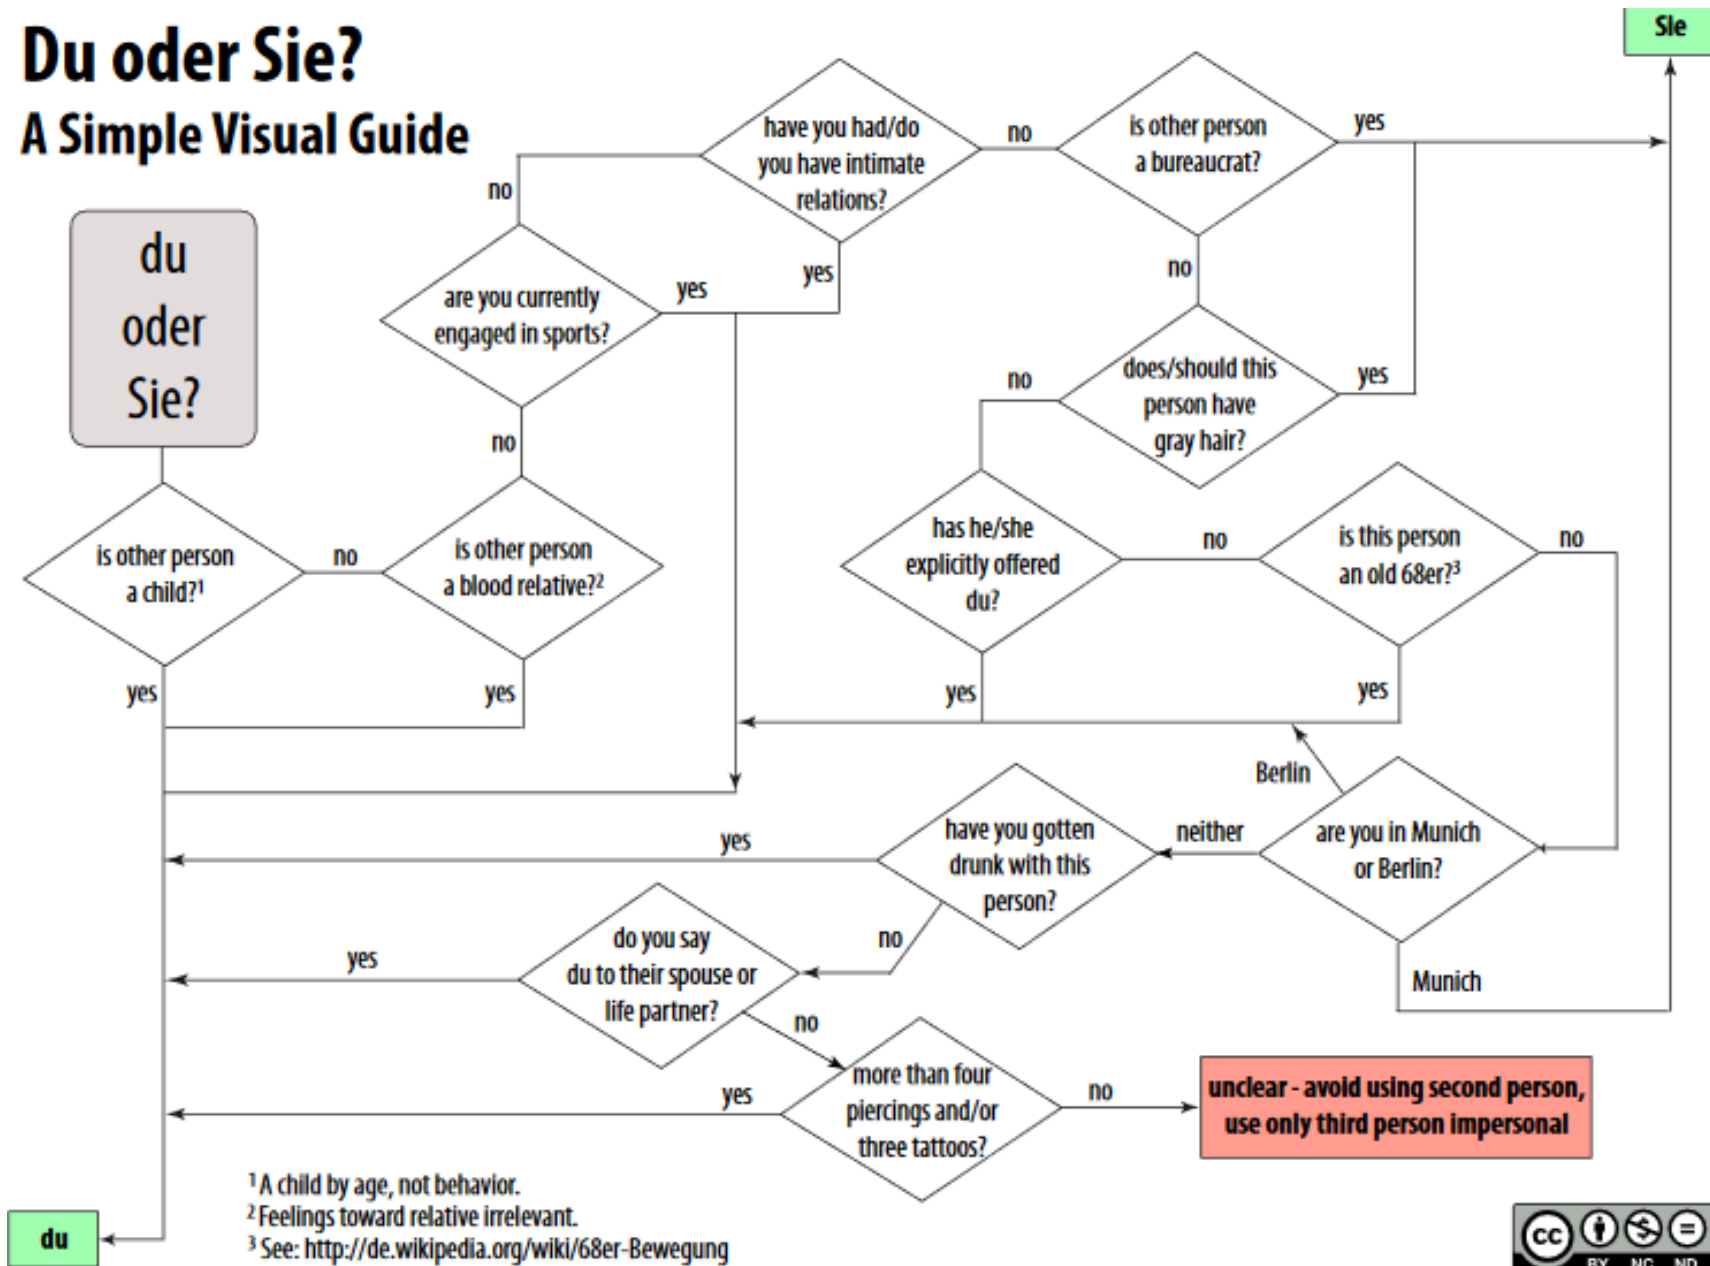 Du oder Sie?
A Simple Visual Guide
SIe
du
oder
Sie?
is other person
a child?¹
no
yes
is other person
a blood relative?²
no
yes
are you currently
engaged in sports?
no
yes
have you had/do
you have intimate
relations?
no
yes
is other person
a bureaucrat?
yes
no
does/should this
person have
gray hair?
yes
no
has he/she
explicitly offered
du?
no
yes
is this person
an old 68er?³
no
yes
are you in Munich
or Berlin?
Berlin
neither
Munich
have you gotten
drunk with this
person?
yes
no
do you say
du to their spouse or
life partner?
yes
no
more than four
piercings and/or
three tattoos?
yes
no
unclear - avoid using second person,
use only third person impersonal
du
¹ A child by age, not behavior.
² Feelings toward relative irrelevant.
³ See: http://de.wikipedia.org/wiki/68er-Bewegung
cc
BY NC ND